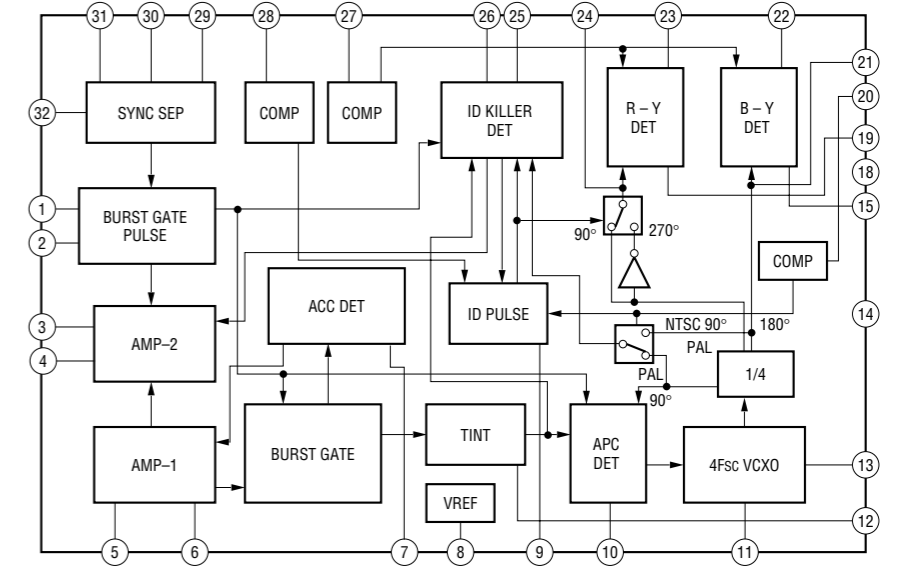 31 30 29 28 27 26 25 24 23 22
21
20
19
18
15
14
13
12
32
1
2
3
4
5 6 7 8 9 10 11
SYNC SEP
COMP
COMP
ID KILLER
DET
R – Y
DET
B – Y
DET
BURST GATE
PULSE
90°
270°
COMP
ACC DET
AMP–2
ID PULSE
NTSC 90°
180°
PAL
PAL
90°
1/4
AMP–1
BURST GATE
TINT
APC
DET
4FSC VCXO
VREF